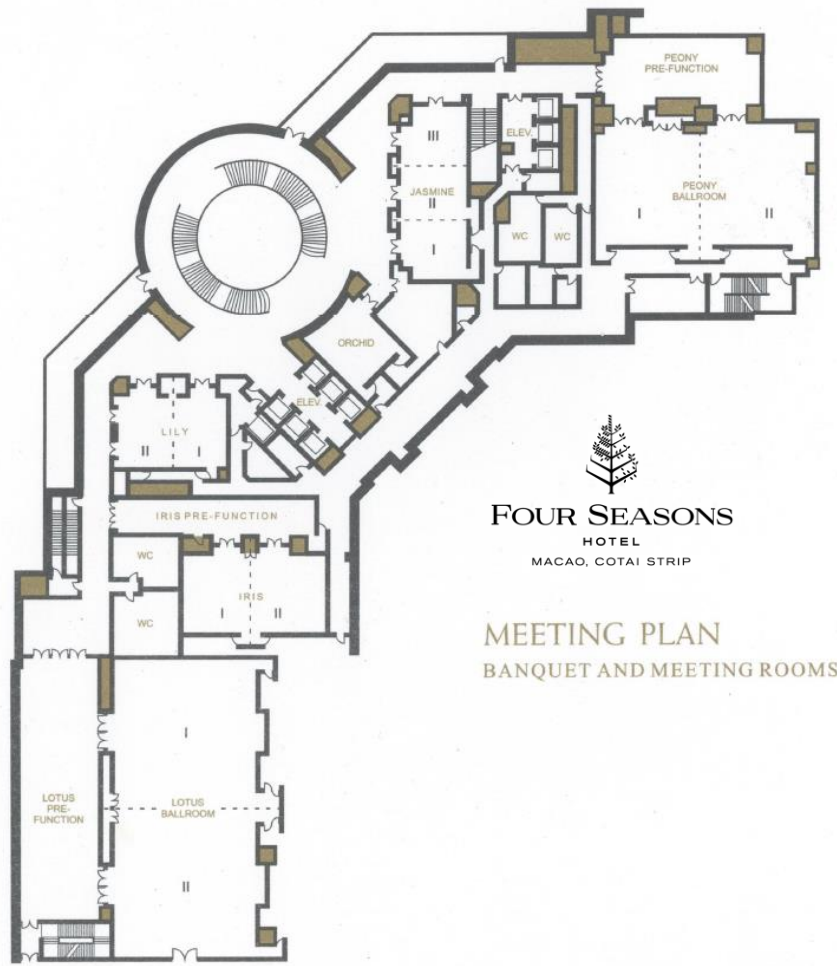 PEONY
PRE-FUNCTION
ELEV.
III
JASMINE
II
I
PEONY
BALLROOM
I
II
WC
WC
ORCHID
ELEV.
LILY
II
I
IRIS PRE-FUNCTION
WC
IRIS
I
II
WC
FOUR SEASONS
HOTEL
MACAO, COTAI STRIP
MEETING PLAN
BANQUET AND MEETING ROOMS
I
LOTUS
PRE-
FUNCTION
LOTUS
BALLROOM
II